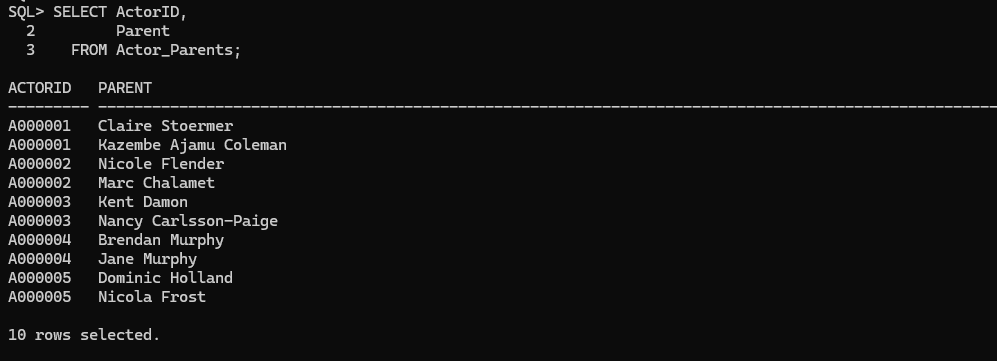 SQL> SELECT ActorID,
  2         Parent
  3    FROM Actor_Parents;

ACTORID   PARENT
--------- ----------------------------------------------------------------------------------------------------
A000001   Claire Stoermer
A000001   Kazembe Ajamu Coleman
A000002   Nicole Flender
A000002   Marc Chalamet
A000003   Kent Damon
A000003   Nancy Carlsson-Paige
A000004   Brendan Murphy
A000004   Jane Murphy
A000005   Dominic Holland
A000005   Nicola Frost

10 rows selected.